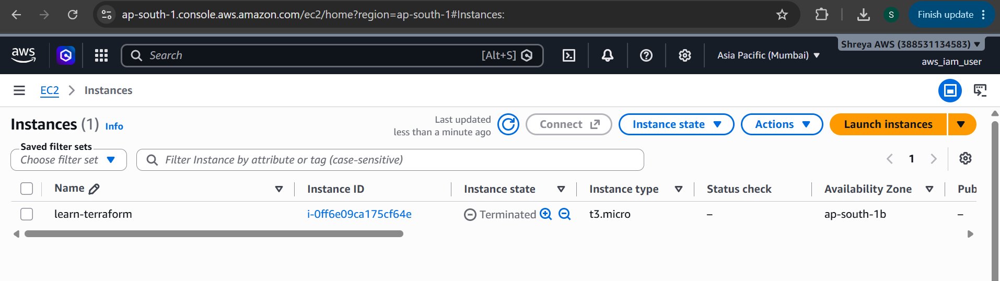 ap-south-1.console.aws.amazon.com/ec2/home?region=ap-south-1#Instances:
S
Finish update
aws
Search
[Alt+S]
Asia Pacific (Mumbai)
Shreya AWS (388531134583)
aws_iam_user
EC2
Instances
Instances (1) Info
Last updated
less than a minute ago
Connect
Instance state
Actions
Launch instances
Saved filter sets
Choose filter set
Filter Instance by attribute or tag (case-sensitive)
1
Name Instance ID Instance state Instance type Status check Availability Zone Pub
learn-terraform i-0ff6e09ca175cf64e Terminated t3.micro – ap-south-1b –